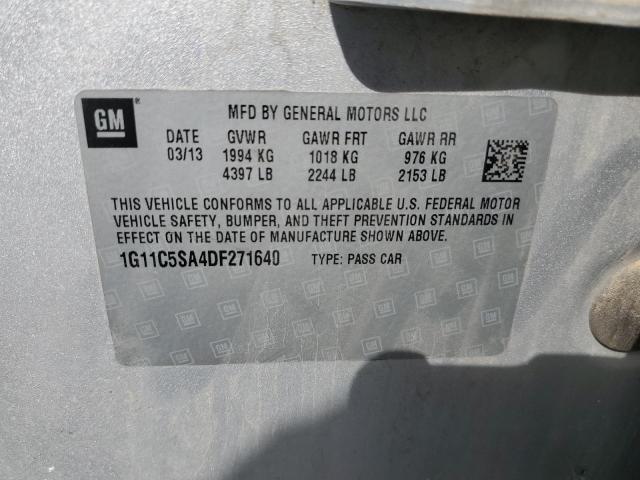 GM ®
MFD BY GENERAL MOTORS LLC
DATE GVWR GAWR FRT GAWR RR
03/13 1994 KG 1018 KG 976 KG
4397 LB 2244 LB 2153 LB
THIS VEHICLE CONFORMS TO ALL APPLICABLE U.S. FEDERAL MOTOR
VEHICLE SAFETY, BUMPER, AND THEFT PREVENTION STANDARDS IN
EFFECT ON THE DATE OF MANUFACTURE SHOWN ABOVE.
1G11C5SA4DF271640 TYPE: PASS CAR